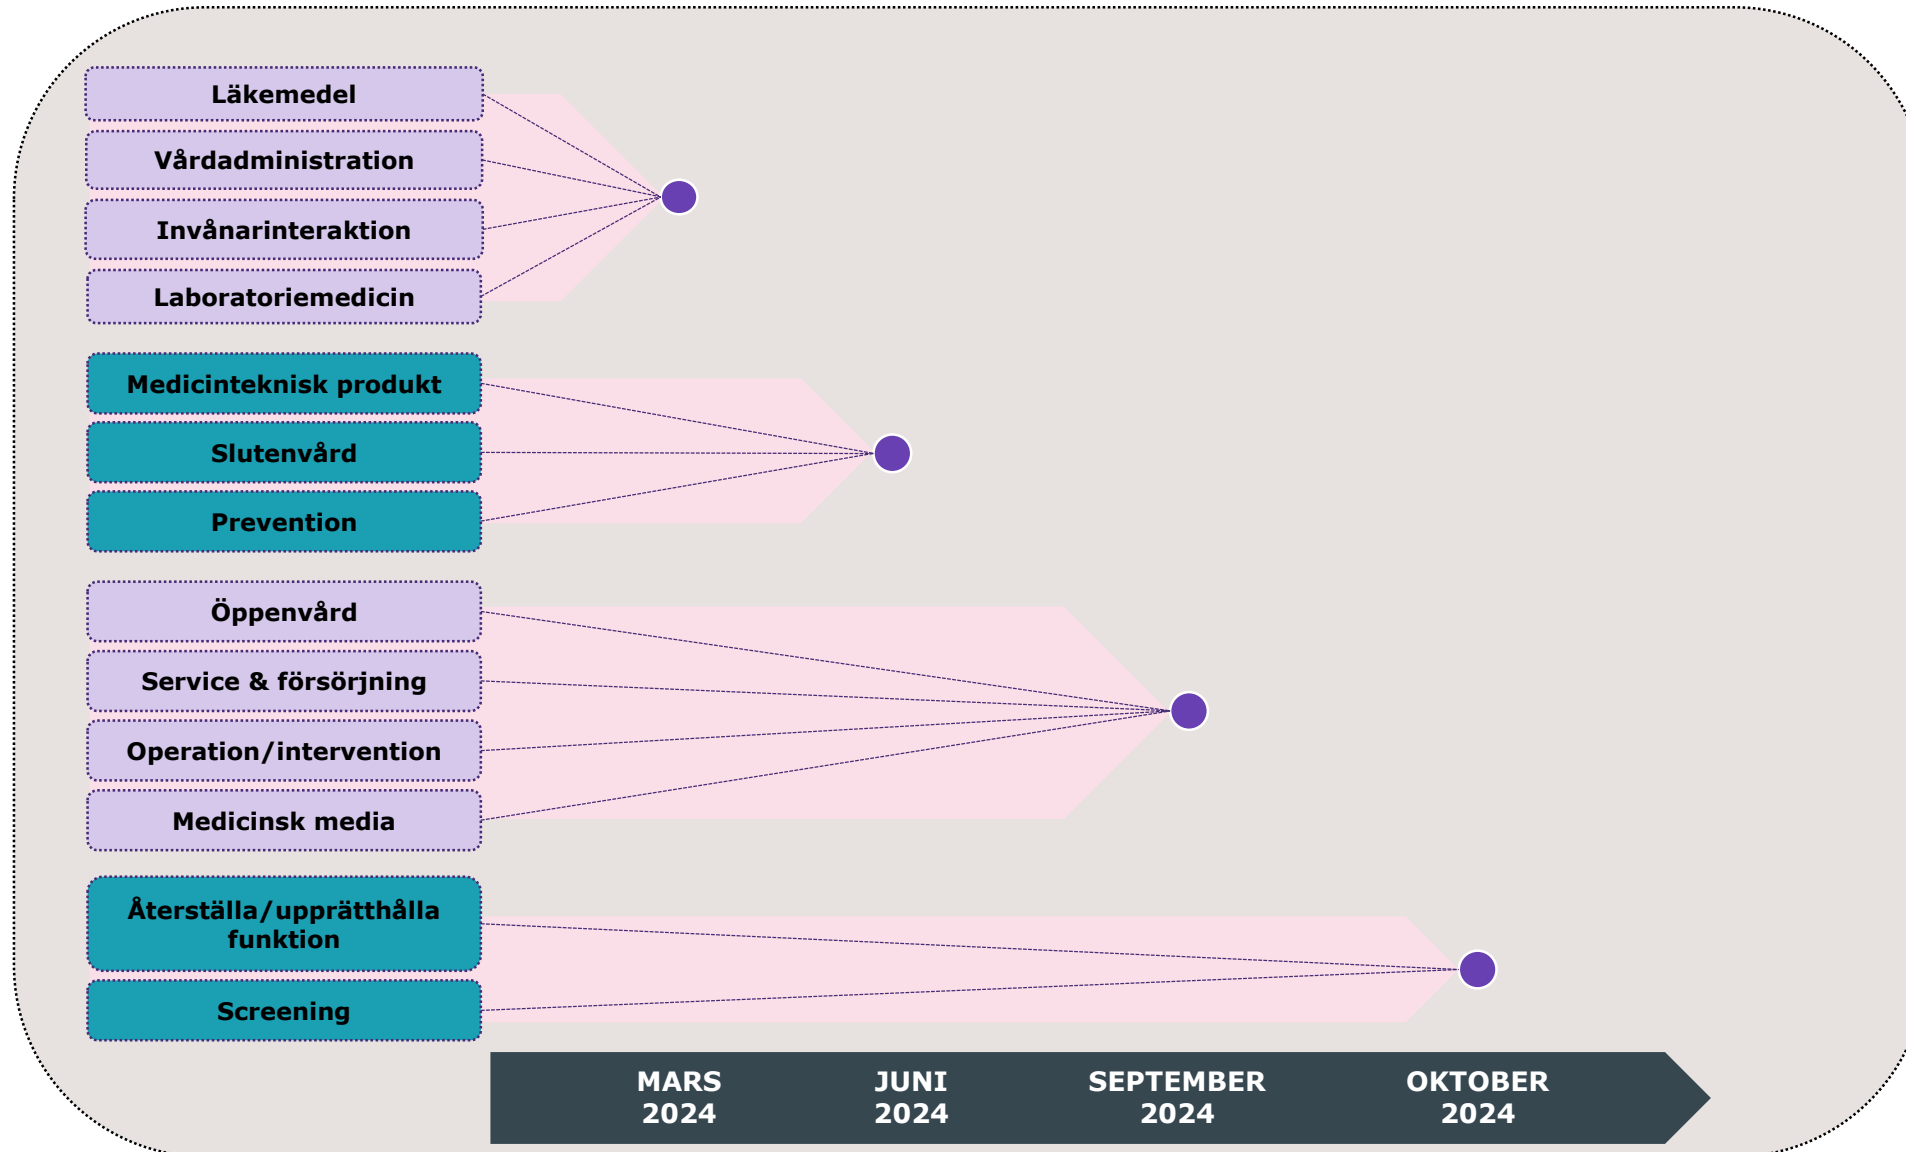 Läkemedel
Vårdadministration
Invånarinteraktion
Laboratoriemedicin
Medicinteknisk produkt
Slutenvård
Prevention
Öppenvård
Service & försörjning
Operation/intervention
Medicinsk media
Återställa/upprätthålla
funktion
Screening
MARS
2024
JUNI
2024
SEPTEMBER
2024
OKTOBER
2024